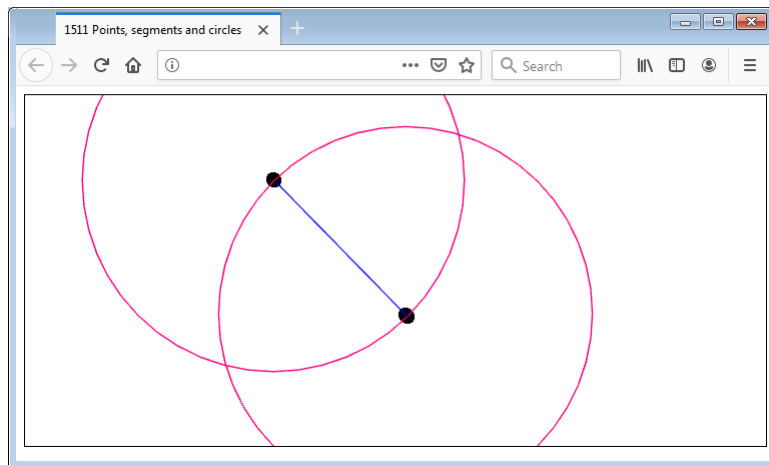 1511 Points, segments and circles
Search